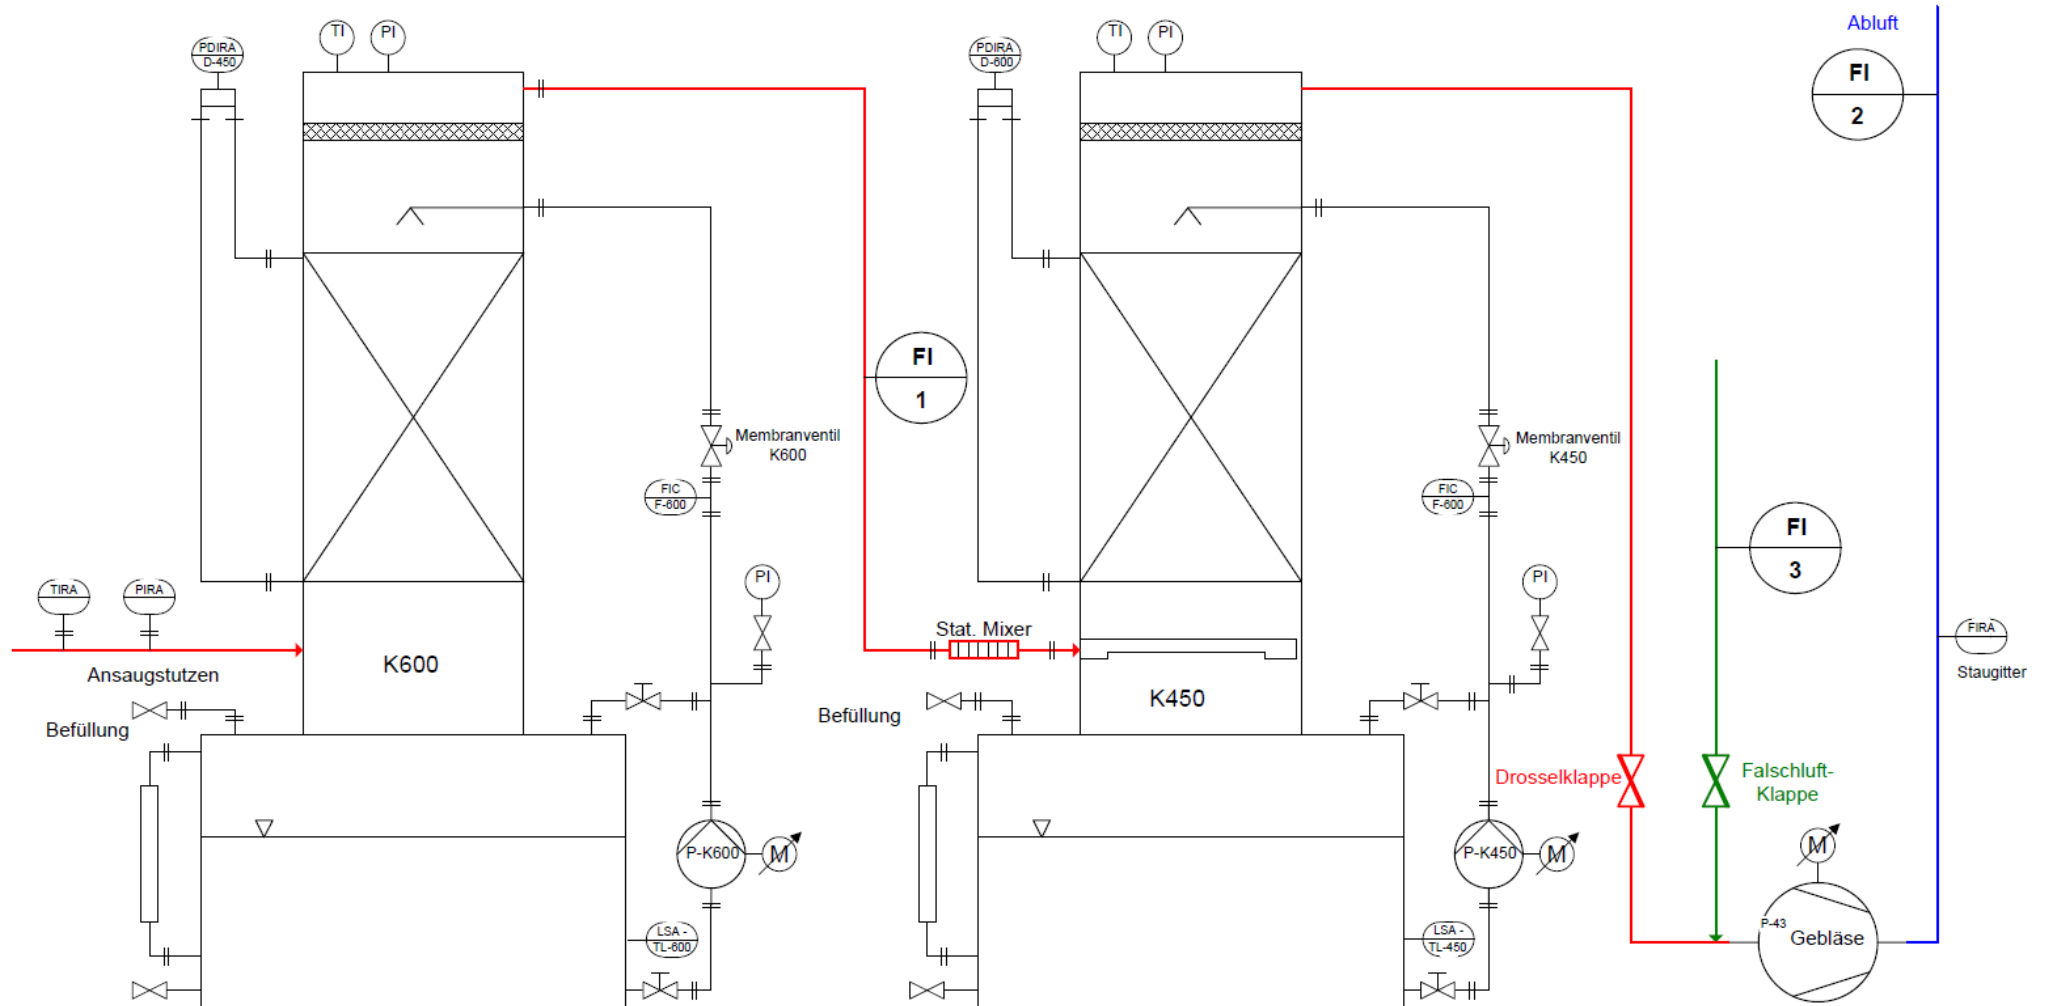 TI
PI
PDIRA
D-450
TI
PI
PDIRA
D-600
Abluft
FI
2
FI
1
Membranventil
K600
FIC
F-600
Membranventil
K450
FIC
F-600
FI
3
TIRA
PIRA
PI
PI
Ansaugstutzen
K600
Stat. Mixer
K450
FIRA
Staugitter
Befüllung
Befüllung
Drosselklappe
Falschluft-
Klappe
P-K600
M
P-K450
M
M
P-43
Gebläse
LSA -
TL-600
LSA -
TL-450